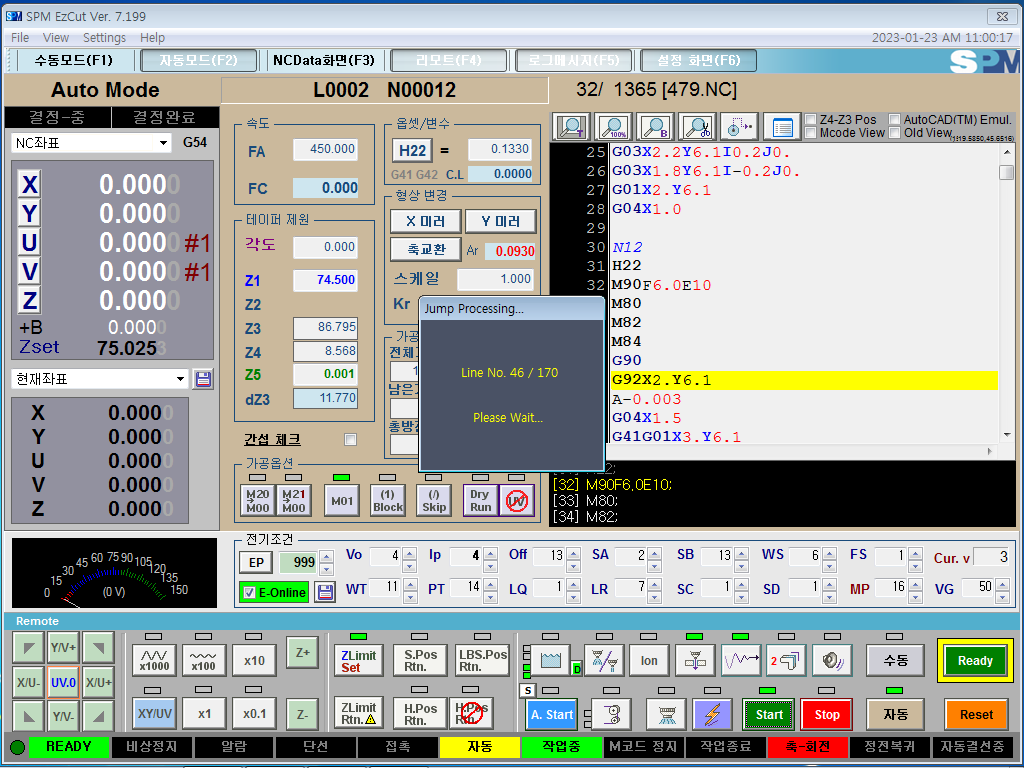 SPM EzCut Ver. 7.199
File View Settings Help
2023-01-23 AM 11:00:17
수동모드(F1) 자동모드(F2) NCData화면(F3) 리모트(F4) 로그메시지(F5) 설정 화면(F6)
SPM
Auto Mode
L0002 N00012
32/ 1365 [479.NC]
결정-중 결정완료
NC좌표 G54
X 0.0000
Y 0.0000
U 0.0000 #1
V 0.0000 #1
Z 0.0000
+B 0.0000
Zset 75.0253
현재좌표
X 0.0000
Y 0.0000
U 0.0000
V 0.0000
Z 0.0000
속도
FA 450.000
FC 0.000
테이퍼 제원
각도 0.000
Z1 74.500
Z2
Z3 86.795
Z4 8.568
Z5 0.001
dZ3 11.770
간섭 체크
옵셋/변수
H22 = 0.1330
G41 G42 C.L 0.0000
형상 변경
X 미러 Y 미러
축교환 Ar 0.0930
스케일 1.000
Kr
전체
1
Jump Processing...
Line No. 46 / 170
Please Wait...
가공옵션
M20 M00
M21 M00
M01
(1) Block
(/) Skip
Dry Run
UV
T 100% B
Z4-Z3 Pos AutoCAD(TM) Emul.
Mcode View Old View
(1119.5850,45.6516)
25 G03X2.2Y6.1I0.2J0.
26 G03X1.8Y6.1I-0.2J0.
27 G01X2.Y6.1
28 G04X1.0
29
30 N12
31 H22
32 M90F6.0E10
M80
M82
M84
G90
G92X2.Y6.1
A-0.003
G04X1.5
G41G01X3.Y6.1
[32] M90F6,0E10;
[33] M80;
[34] M82;
0 15 30 45 60 75 90 105 120 135 150
(0 V)
전기조건
EP 999
E-Online
Vo 4 Ip 4 Off 13 SA 2 SB 13 WS 6 FS 1 Cur. v 3
WT 11 PT 14 LQ 1 LR 7 SC 1 SD 1 MP 16 VG 50
Remote
Y/V+
X/U- UV.0 X/U+
Y/V-
x1000 x100 x10 Z+
XY/UV x1 x0.1 Z-
ZLimit Set
S.Pos Rtn.
LBS.Pos Rtn.
ZLimit Rtn.
H.Pos Rtn.
H.Pos Rtn.
D
Ion
2
수동
Ready
S
A. Start
Start
Stop
자동
Reset
READY 비상정지 알람 단선 접촉 자동 작업중 M코드 정지 작업종료 축-회전 정전복귀 자동결선중